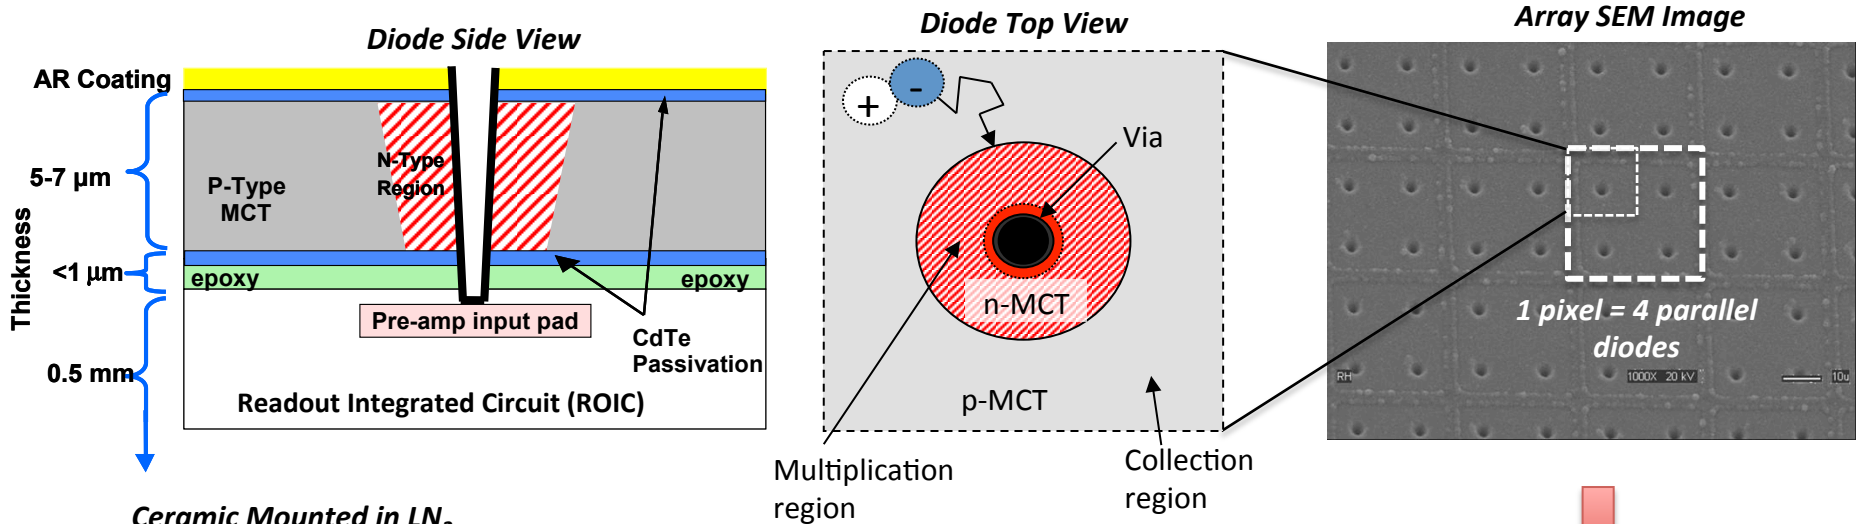 Diode Side View
AR Coating
5-7 µm
<1 µm
0.5 mm
Thickness
P-Type
MCT
N-Type
Region
epoxy
epoxy
Pre-amp input pad
CdTe
Passivation
Readout Integrated Circuit (ROIC)
Ceramic Mounted in LN₂
Diode Top View
+
-
Via
n-MCT
p-MCT
Multiplication
region
Collection
region
Array SEM Image
1 pixel = 4 parallel
diodes
RH
1000X 20 kV
10u